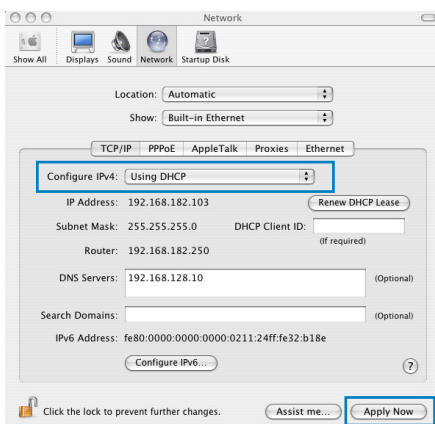 Network
Show All Displays Sound Network Startup Disk
Location: Automatic
Show: Built-in Ethernet
TCP/IP PPPoE AppleTalk Proxies Ethernet
Configure IPv4: Using DHCP
IP Address: 192.168.182.103 Renew DHCP Lease
Subnet Mask: 255.255.255.0 DHCP Client ID:
(If required)
Router: 192.168.182.250
DNS Servers: 192.168.128.10 (Optional)
Search Domains: (Optional)
IPv6 Address: fe80:0000:0000:0000:0211:24ff:fe32:b18e
Configure IPv6... ?
Click the lock to prevent further changes. Assist me... Apply Now